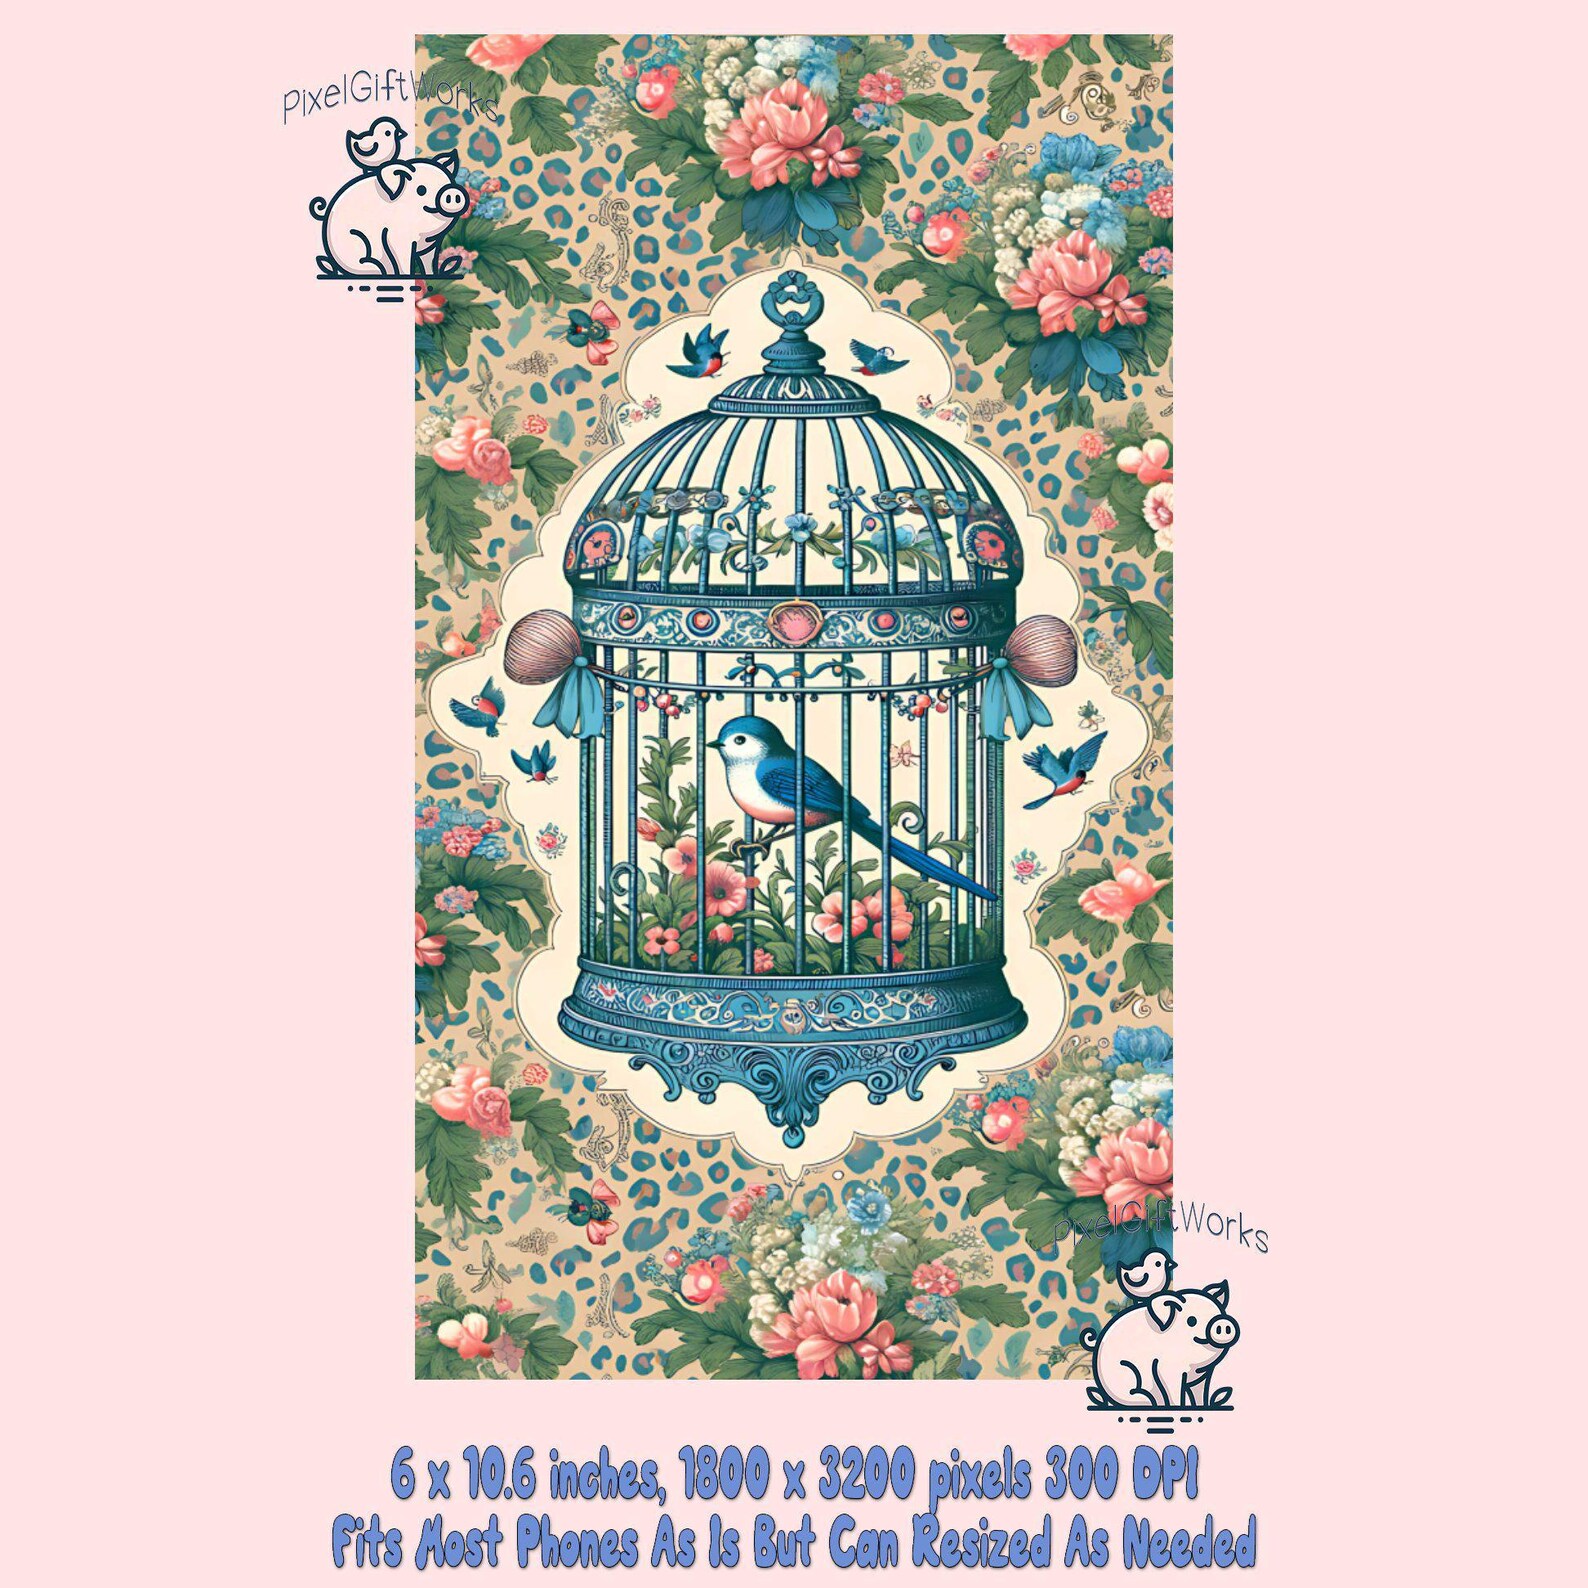 PixelGiftWorks
PixelGiftWorks
6 x 10.6 inches, 1800 x 3200 pixels 300 DPI
Fits Most Phones As Is But Can Resized As Needed